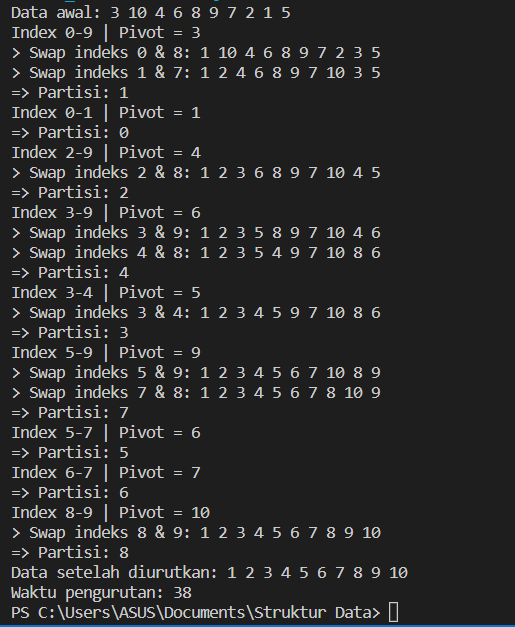 Data awal: 3 10 4 6 8 9 7 2 1 5
Index 0-9 | Pivot = 3
> Swap indeks 0 & 8: 1 10 4 6 8 9 7 2 3 5
> Swap indeks 1 & 7: 1 2 4 6 8 9 7 10 3 5
=> Partisi: 1
Index 0-1 | Pivot = 1
=> Partisi: 0
Index 2-9 | Pivot = 4
> Swap indeks 2 & 8: 1 2 3 6 8 9 7 10 4 5
=> Partisi: 2
Index 3-9 | Pivot = 6
> Swap indeks 3 & 9: 1 2 3 5 8 9 7 10 4 6
> Swap indeks 4 & 8: 1 2 3 5 4 9 7 10 8 6
=> Partisi: 4
Index 3-4 | Pivot = 5
> Swap indeks 3 & 4: 1 2 3 4 5 9 7 10 8 6
=> Partisi: 3
Index 5-9 | Pivot = 9
> Swap indeks 5 & 9: 1 2 3 4 5 6 7 10 8 9
> Swap indeks 7 & 8: 1 2 3 4 5 6 7 8 10 9
=> Partisi: 7
Index 5-7 | Pivot = 6
=> Partisi: 5
Index 6-7 | Pivot = 7
=> Partisi: 6
Index 8-9 | Pivot = 10
> Swap indeks 8 & 9: 1 2 3 4 5 6 7 8 9 10
=> Partisi: 8
Data setelah diurutkan: 1 2 3 4 5 6 7 8 9 10
Waktu pengurutan: 38
PS C:\Users\ASUS\Documents\Struktur Data>